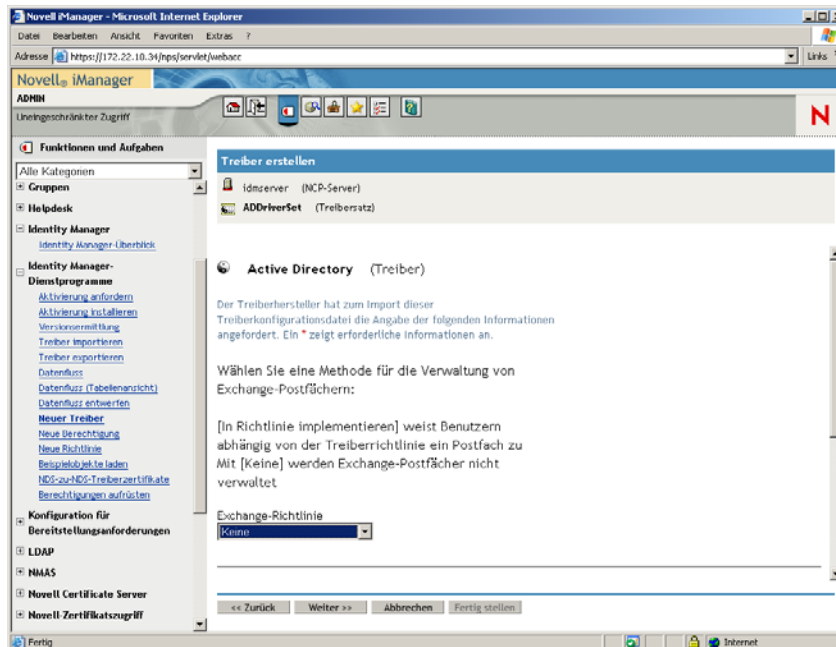 Novell iManager - Microsoft Internet Explorer
Datei Bearbeiten Ansicht Favoriten Extras ?
Adresse https://172.22.10.34/nps/servlet/webacc Links
Novell® iManager
ADMIN
Uneingeschränkter Zugriff
N
Funktionen und Aufgaben
Alle Kategorien
Gruppen
Helpdesk
Identity Manager
Identity Manager-Überblick
Identity Manager-
Dienstprogramme
Aktivierung anfordern
Aktivierung installieren
Versionsermittlung
Treiber importieren
Treiber exportieren
Datenfluss
Datenfluss (Tabellenansicht)
Datenfluss entwerfen
Neuer Treiber
Neue Berechtigung
Neue Richtlinie
Beispielobjekte laden
NDS-zu-NDS-Treiberzertifikate
Berechtigungen aufrüsten
Konfiguration für
Bereitstellungsanforderungen
LDAP
NMAS
Novell Certificate Server
Novell-Zertifikatszugriff
Treiber erstellen
idmserver (NCP-Server)
ADDriverSet (Treibersatz)
Active Directory (Treiber)
Der Treiberhersteller hat zum Import dieser
Treiberkonfigurationsdatei die Angabe der folgenden Informationen
angefordert. Ein * zeigt erforderliche Informationen an.
Wählen Sie eine Methode für die Verwaltung von
Exchange-Postfächern:
[In Richtlinie implementieren] weist Benutzern
abhängig von der Treiberrichtlinie ein Postfach zu
Mit [Keine] werden Exchange-Postfächer nicht
verwaltet
Exchange-Richtlinie
Keine
<< Zurück Weiter >> Abbrechen Fertig stellen
Fertig Internet